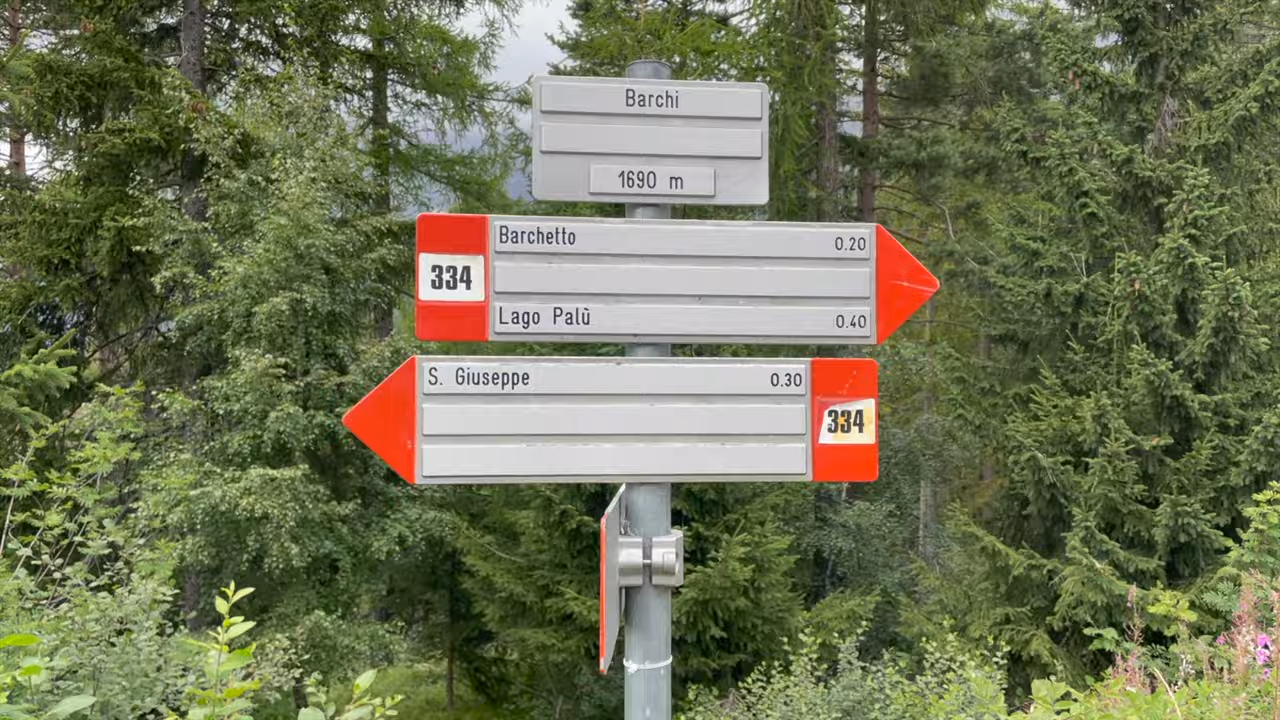 Barchi
1690 m
334
Barchetto 0.20
Lago Palù 0.40
S. Giuseppe 0.30
334